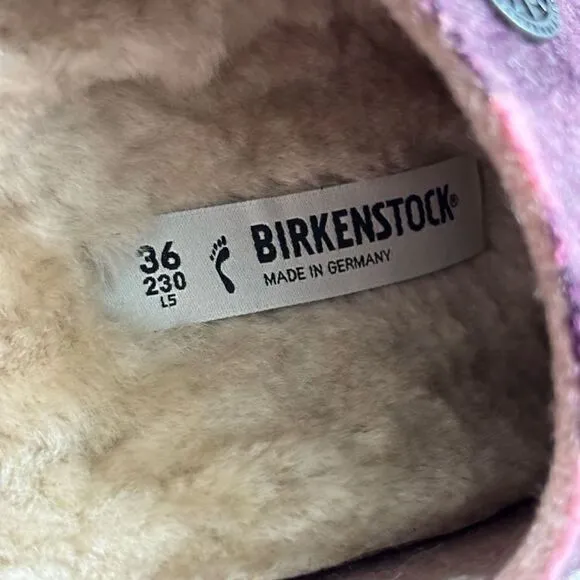 36
230
L5
BIRKENSTOCK®
MADE IN GERMANY